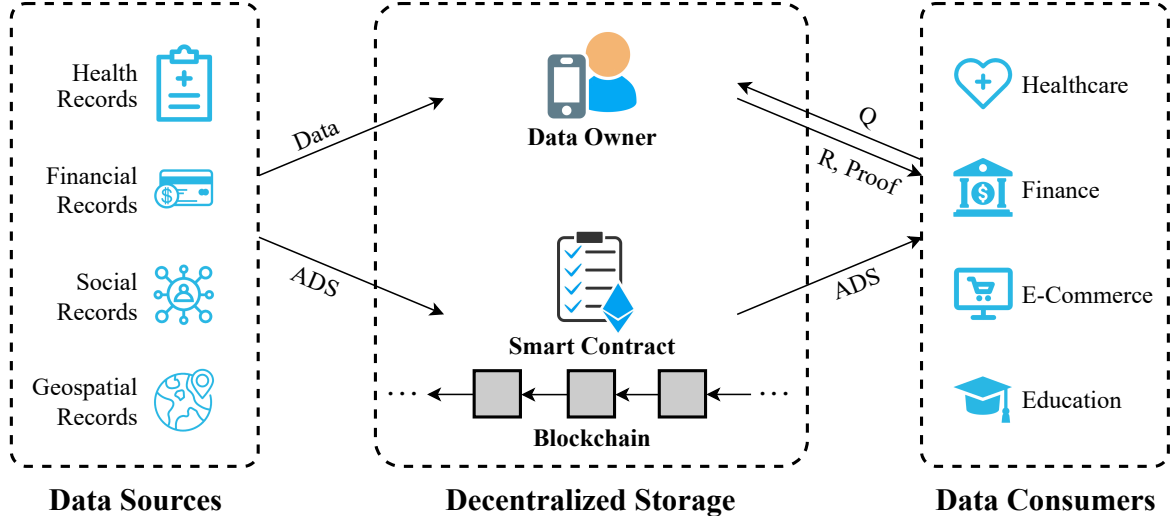 Health
Records
Financial
Records
Social
Records
Geospatial
Records
Data Sources
Data
ADS
Data Owner
Smart Contract
··· ···
Blockchain
Decentralized Storage
Q
R, Proof
ADS
Healthcare
Finance
E-Commerce
Education
Data Consumers